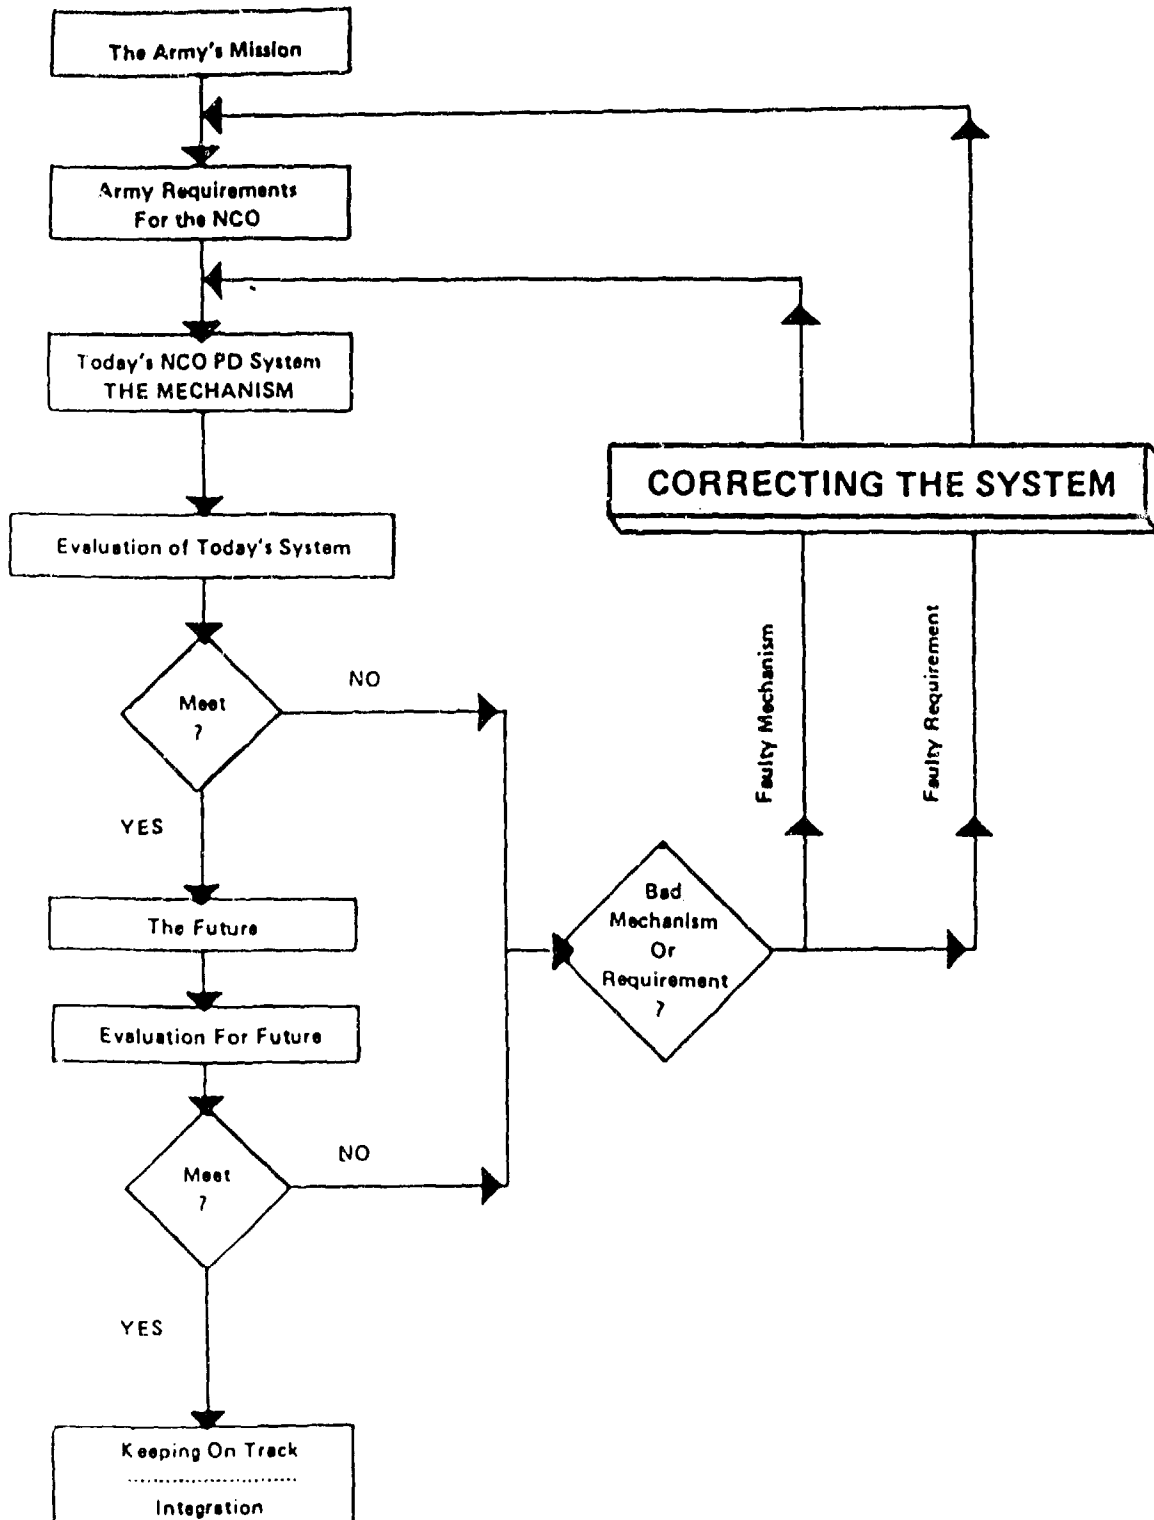 The Army's Mission
Army Requirements
For the NCO
Today's NCO PD System
THE MECHANISM
CORRECTING THE SYSTEM
Evaluation of Today's System
Meet
?
NO
YES
Faulty Mechanism
Faulty Requirement
Bad
Mechanism
Or
Requirement
?
The Future
Evaluation For Future
Meet
?
NO
YES
Keeping On Track
Integration